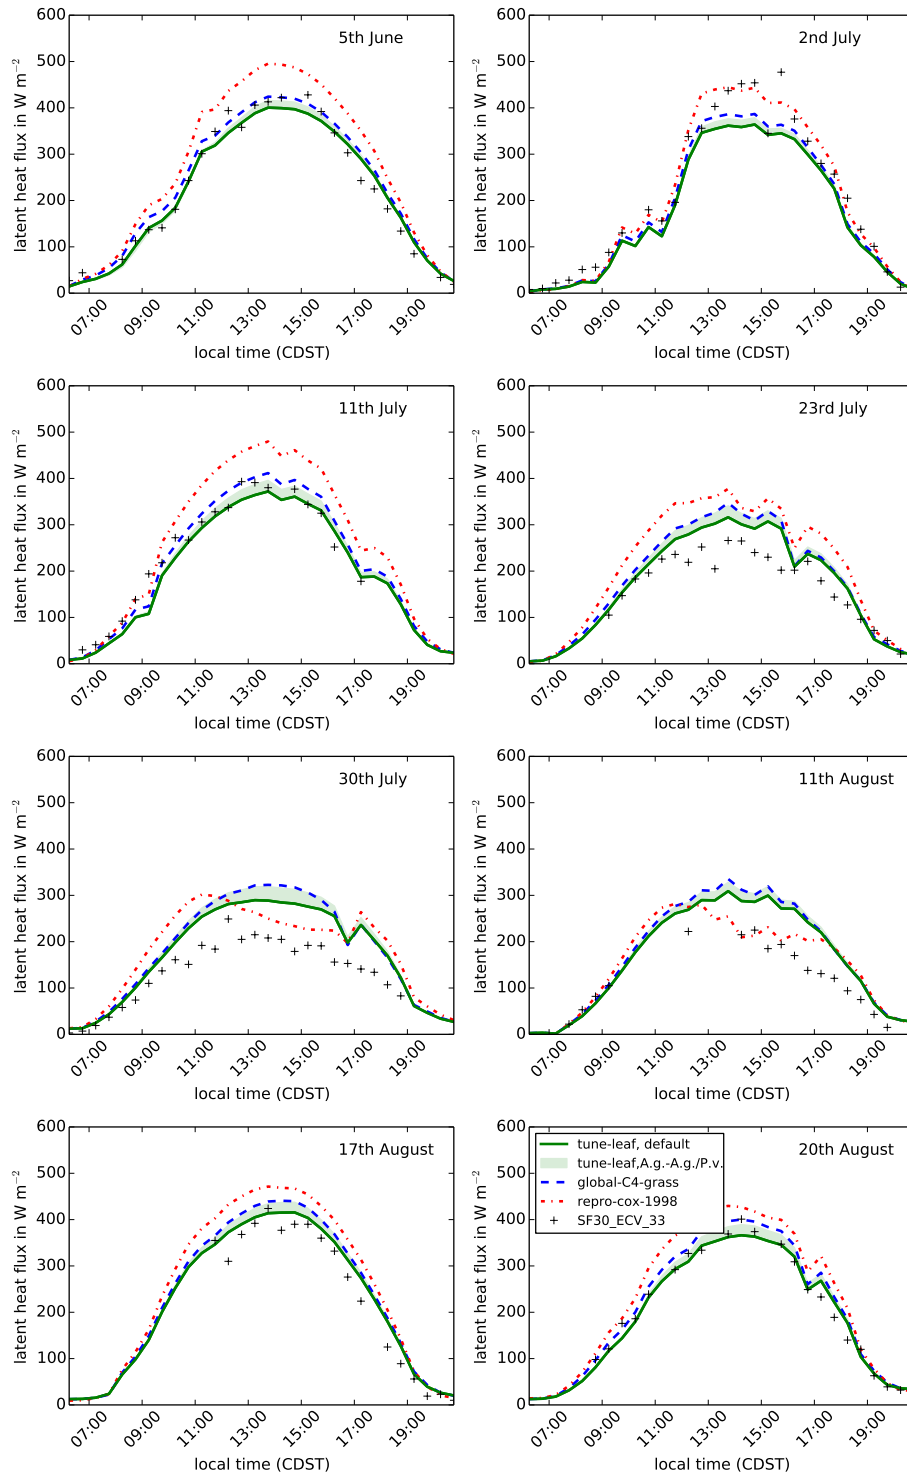 5th June
latent heat flux in W m⁻²
600
500
400
300
200
100
0
07:00 09:00 11:00 13:00 15:00 17:00 19:00
local time (CDST)
2nd July
latent heat flux in W m⁻²
600
500
400
300
200
100
0
07:00 09:00 11:00 13:00 15:00 17:00 19:00
local time (CDST)
11th July
latent heat flux in W m⁻²
600
500
400
300
200
100
0
07:00 09:00 11:00 13:00 15:00 17:00 19:00
local time (CDST)
23rd July
latent heat flux in W m⁻²
600
500
400
300
200
100
0
07:00 09:00 11:00 13:00 15:00 17:00 19:00
local time (CDST)
30th July
latent heat flux in W m⁻²
600
500
400
300
200
100
0
07:00 09:00 11:00 13:00 15:00 17:00 19:00
local time (CDST)
11th August
latent heat flux in W m⁻²
600
500
400
300
200
100
0
07:00 09:00 11:00 13:00 15:00 17:00 19:00
local time (CDST)
17th August
latent heat flux in W m⁻²
600
500
400
300
200
100
0
07:00 09:00 11:00 13:00 15:00 17:00 19:00
local time (CDST)
20th August
tune-leaf, default
tune-leaf,A.g.-A.g./P.v.
global-C4-grass
repro-cox-1998
SF30_ECV_33
latent heat flux in W m⁻²
600
500
400
300
200
100
0
07:00 09:00 11:00 13:00 15:00 17:00 19:00
local time (CDST)